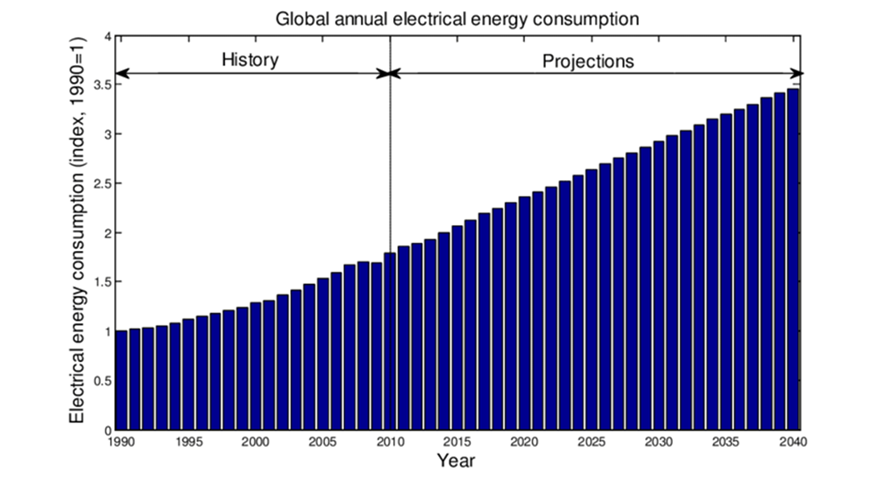 Global annual electrical energy consumption
History
Projections
Electrical energy consumption (index, 1990=1)
4
3.5
3
2.5
2
1.5
1
0.5
0
1990 1995 2000 2005 2010 2015 2020 2025 2030 2035 2040
Year